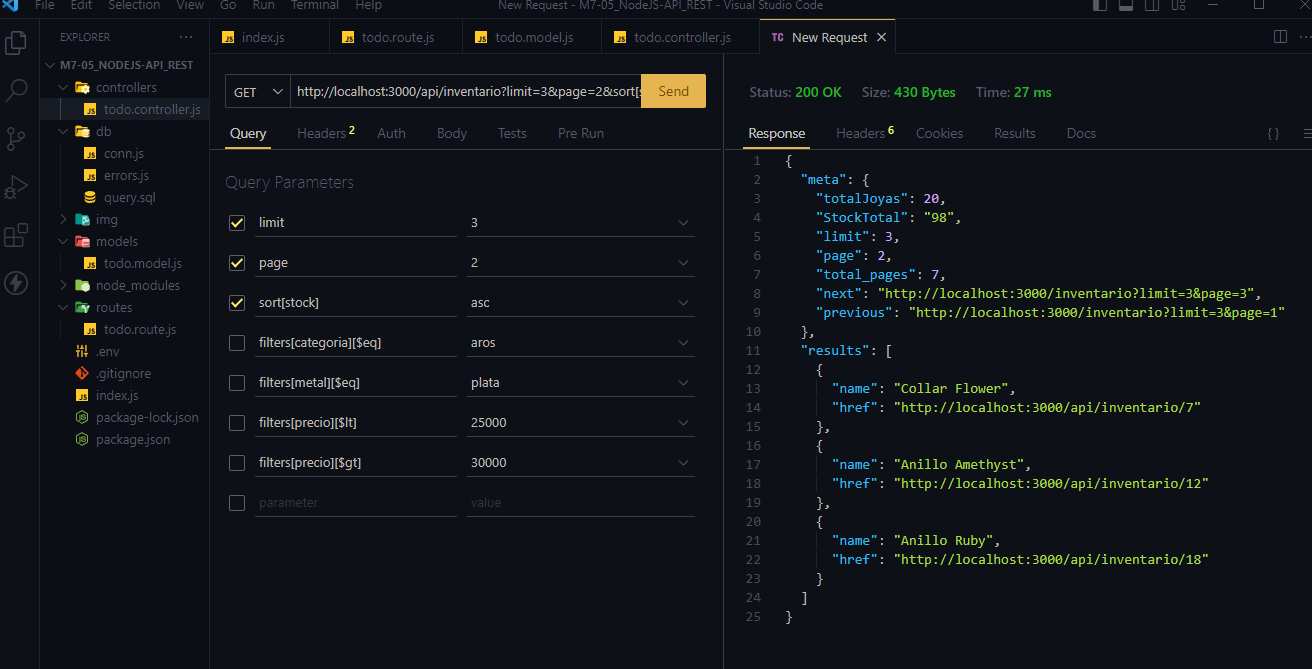 File Edit Selection View Go Run Terminal Help New Request - M7-05_NodeJS-API_REST - Visual Studio Code
EXPLORER ...
M7-05_NODEJS-API_REST
controllers
todo.controller.js
db
conn.js
errors.js
query.sql
img
models
todo.model.js
node_modules
routes
todo.route.js
.env
.gitignore
index.js
package-lock.json
package.json
index.js todo.route.js todo.model.js todo.controller.js TC New Request
GET http://localhost:3000/api/inventario?limit=3&page=2&sort[s Send
Query Headers 2 Auth Body Tests Pre Run
Query Parameters
limit 3
page 2
sort[stock] asc
filters[categoria][$eq] aros
filters[metal][$eq] plata
filters[precio][$lt] 25000
filters[precio][$gt] 30000
parameter value
Status: 200 OK Size: 430 Bytes Time: 27 ms
Response Headers 6 Cookies Results Docs { }
1 {
2 "meta": {
3 "totalJoyas": 20,
4 "StockTotal": "98",
5 "limit": 3,
6 "page": 2,
7 "total_pages": 7,
8 "next": "http://localhost:3000/inventario?limit=3&page=3",
9 "previous": "http://localhost:3000/inventario?limit=3&page=1"
10 },
11 "results": [
12 {
13 "name": "Collar Flower",
14 "href": "http://localhost:3000/api/inventario/7"
15 },
16 {
17 "name": "Anillo Amethyst",
18 "href": "http://localhost:3000/api/inventario/12"
19 },
20 {
21 "name": "Anillo Ruby",
22 "href": "http://localhost:3000/api/inventario/18"
23 }
24 ]
25 }